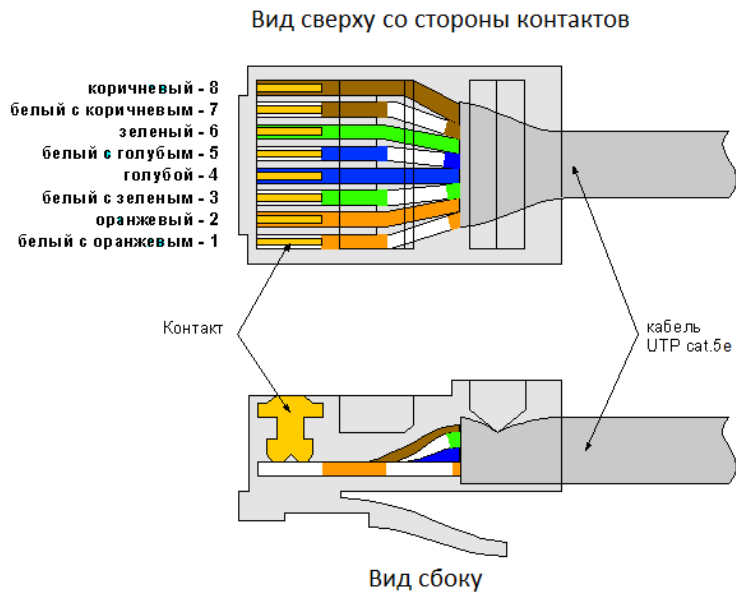 Вид сверху со стороны контактов
коричневый - 8
белый с коричневым - 7
зеленый - 6
белый с голубым - 5
голубой - 4
белый с зеленым - 3
оранжевый - 2
белый с оранжевым - 1
Контакт
кабель
UTP cat.5e
Вид сбоку